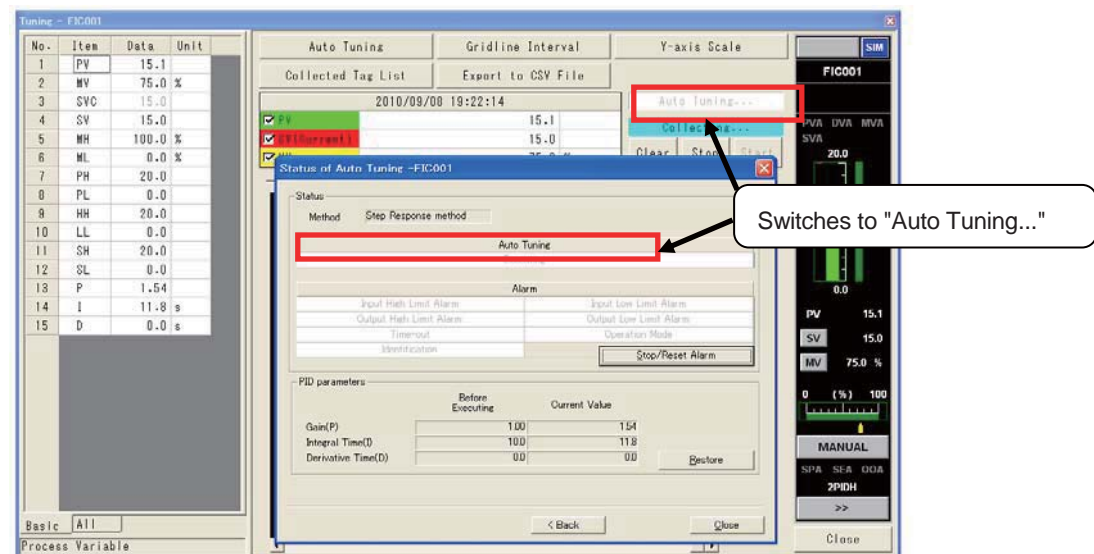 Tuning - FIC001
No. Item Data Unit
1 PV 15.1
2 MV 75.0 %
3 SVC 15.0
4 SV 15.0
5 MH 100.0 %
6 ML 0.0 %
7 PH 20.0
8 PL 0.0
9 HH 20.0
10 LL 0.0
11 SH 20.0
12 SL 0.0
13 P 1.54
14 I 11.8 s
15 D 0.0 s
Basic All
Process Variable
Auto Tuning Gridline Interval Y-axis Scale
Collected Tag List Export to CSV File
2010/09/08 19:22:14
PV 15.1
SV(Current) 15.0
Auto Tuning...
Collecting...
Clear Stop Start
Status of Auto Tuning -FIC001
Status
Method Step Response method
Auto Tuning
Alarm
Input High Limit Alarm Input Low Limit Alarm
Output High Limit Alarm Output Low Limit Alarm
Time-out Operation Mode
Identification Stop/Reset Alarm
PID parameters
Before Executing Current Value
Gain(P) 1.00 1.54
Integral Time(I) 10.0 11.8
Derivative Time(D) 0.0 0.0 Restore
< Back Close
Switches to "Auto Tuning..."
SIM
FIC001
PVA DVA MVA
SVA
20.0
0.0
PV 15.1
SV 15.0
MV 75.0 %
0 (%) 100
MANUAL
SPA SEA OOA
2PIDH
>>
Close